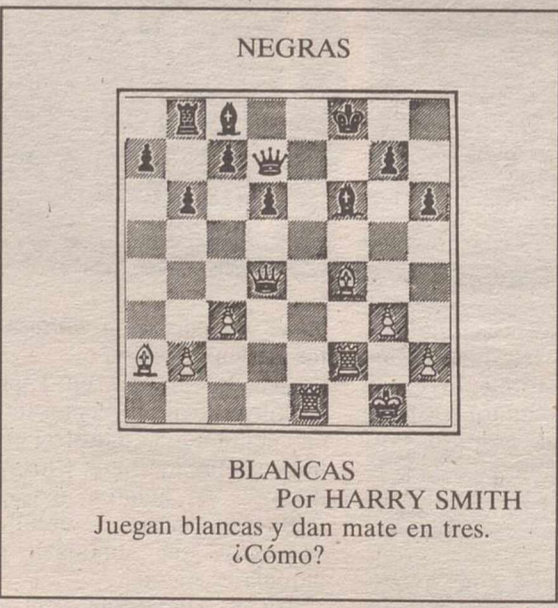 NEGRAS
BLANCAS
Por HARRY SMITH
Juegan blancas y dan mate en tres.
¿Cómo?